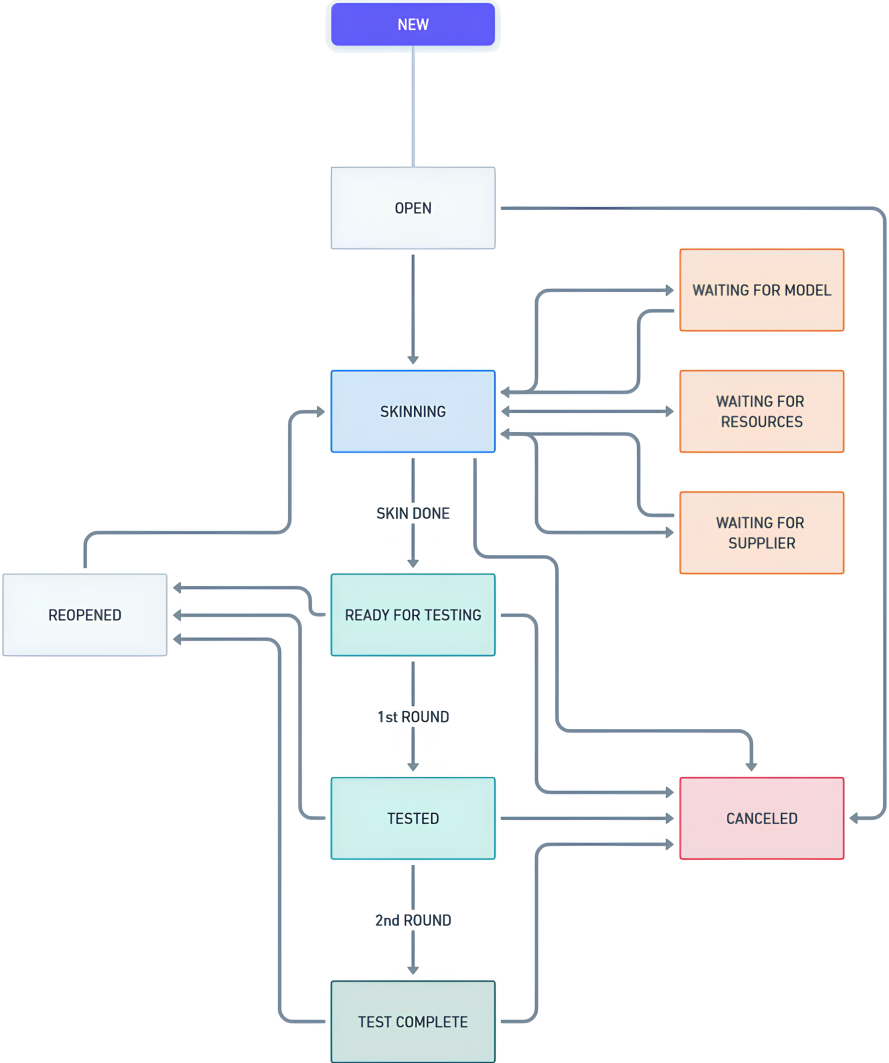 NEW
OPEN
WAITING FOR MODEL
SKINNING
WAITING FOR
RESOURCES
SKIN DONE
WAITING FOR
SUPPLIER
REOPENED
READY FOR TESTING
1st ROUND
TESTED
CANCELED
2nd ROUND
TEST COMPLETE